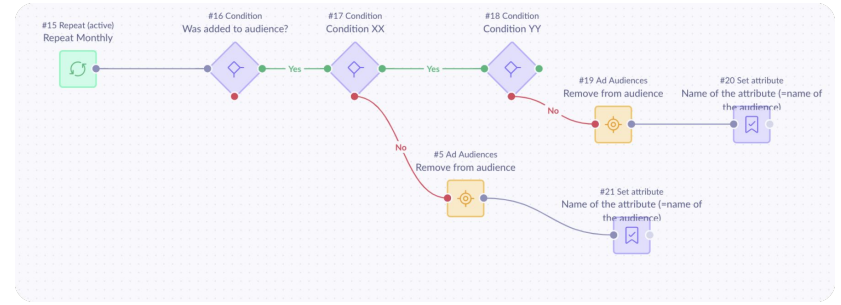 #15 Repeat (active)
Repeat Monthly
#16 Condition
Was added to audience?
#17 Condition
Condition XX
#18 Condition
Condition YY
Yes
Yes
No
#19 Ad Audiences
Remove from audience
#20 Set attribute
Name of the attribute (=name of
the audience)
No
#5 Ad Audiences
Remove from audience
#21 Set attribute
Name of the attribute (=name of
the audience)